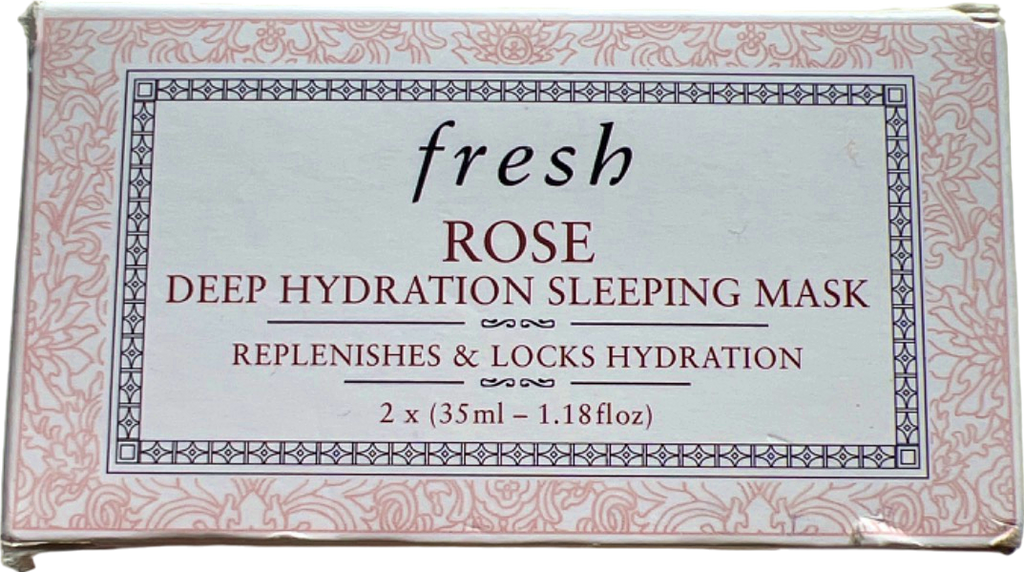 fresh
ROSE
DEEP HYDRATION SLEEPING MASK
REPLENISHES & LOCKS HYDRATION
2 x (35ml – 1.18floz)